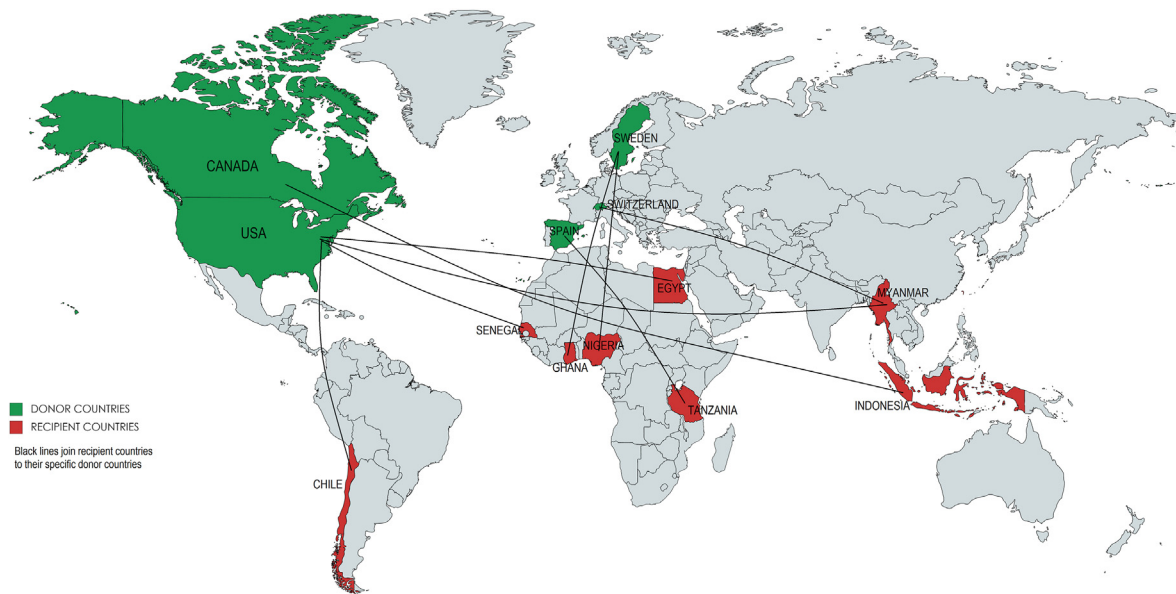 SWEDEN
CANADA
SWITZERLAND
USA
SPAIN
EGYPT
MYANMAR
SENEGAL
NIGERIA
GHANA
INDONESIA
TANZANIA
DONOR COUNTRIES
RECIPIENT COUNTRIES
Black lines join recipient countries
to their specific donor countries
CHILE